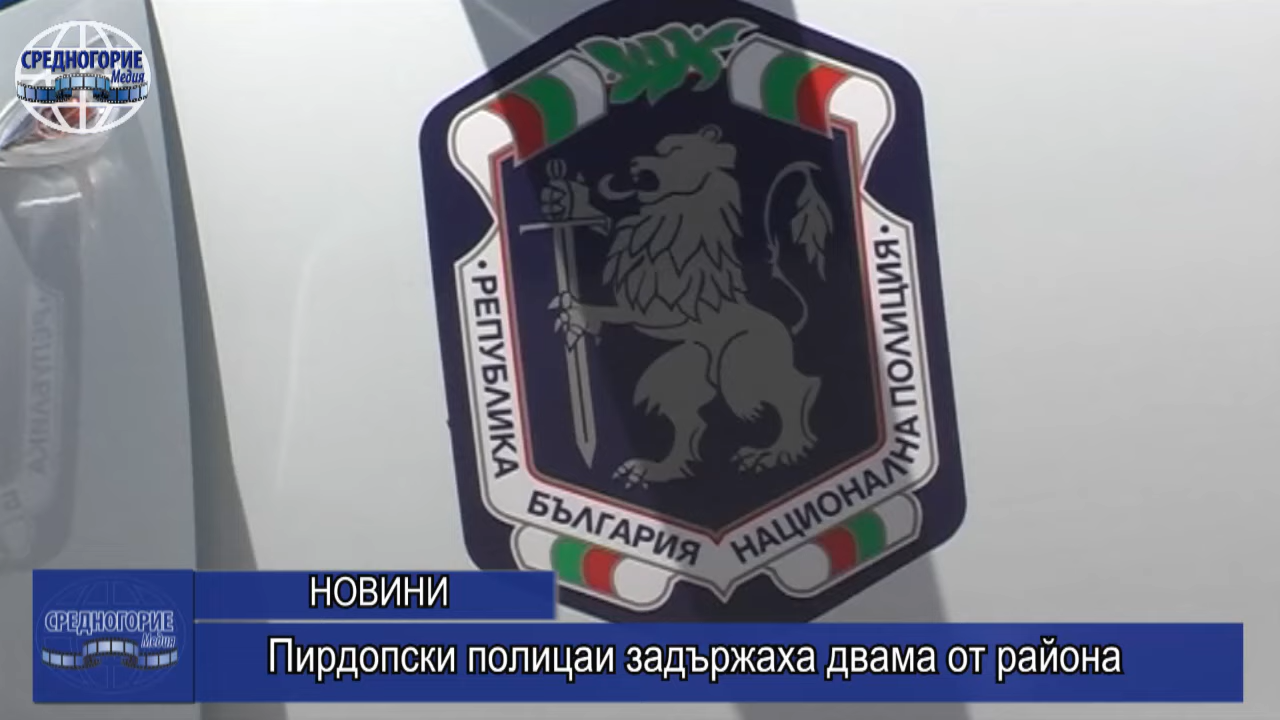 СРЕДНОГОРИЕ
Медия
• РЕПУБЛИКА БЪЛГАРИЯ НАЦИОНАЛНА ПОЛИЦИЯ •
НОВИНИ
СРЕДНОГОРИЕ
Медия
Пирдопски полицаи задържаха двама от района